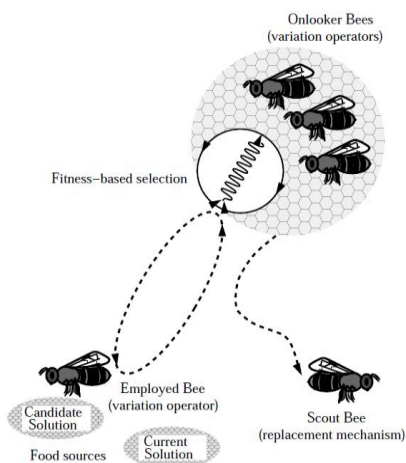 Onlooker Bees
(variation operators)
Fitness–based selection
Employed Bee
(variation operator)
Candidate
Solution
Current
Solution
Food sources
Scout Bee
(replacement mechanism)